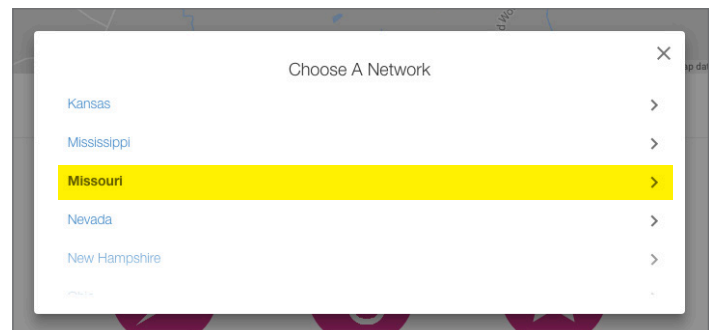 Choose A Network
Kansas
Mississippi
Missouri
Nevada
New Hampshire